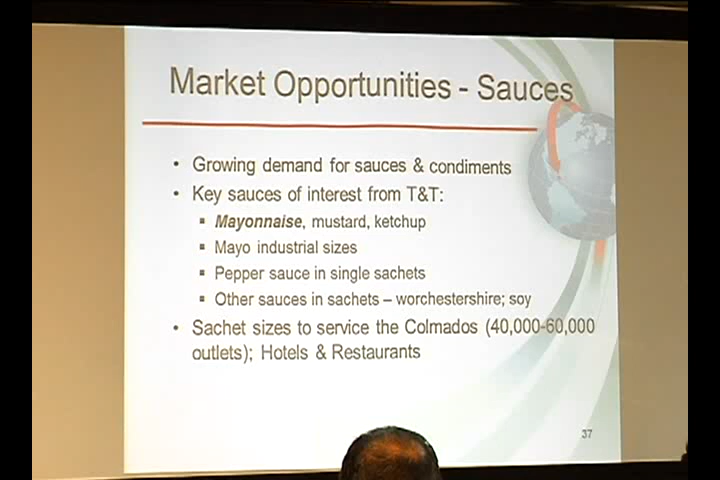 Market Opportunities - Sauces
• Growing demand for sauces & condiments
• Key sauces of interest from T&T:
▪ Mayonnaise, mustard, ketchup
▪ Mayo industrial sizes
▪ Pepper sauce in single sachets
▪ Other sauces in sachets – worchestershire; soy
• Sachet sizes to service the Colmados (40,000-60,000
outlets); Hotels & Restaurants
37